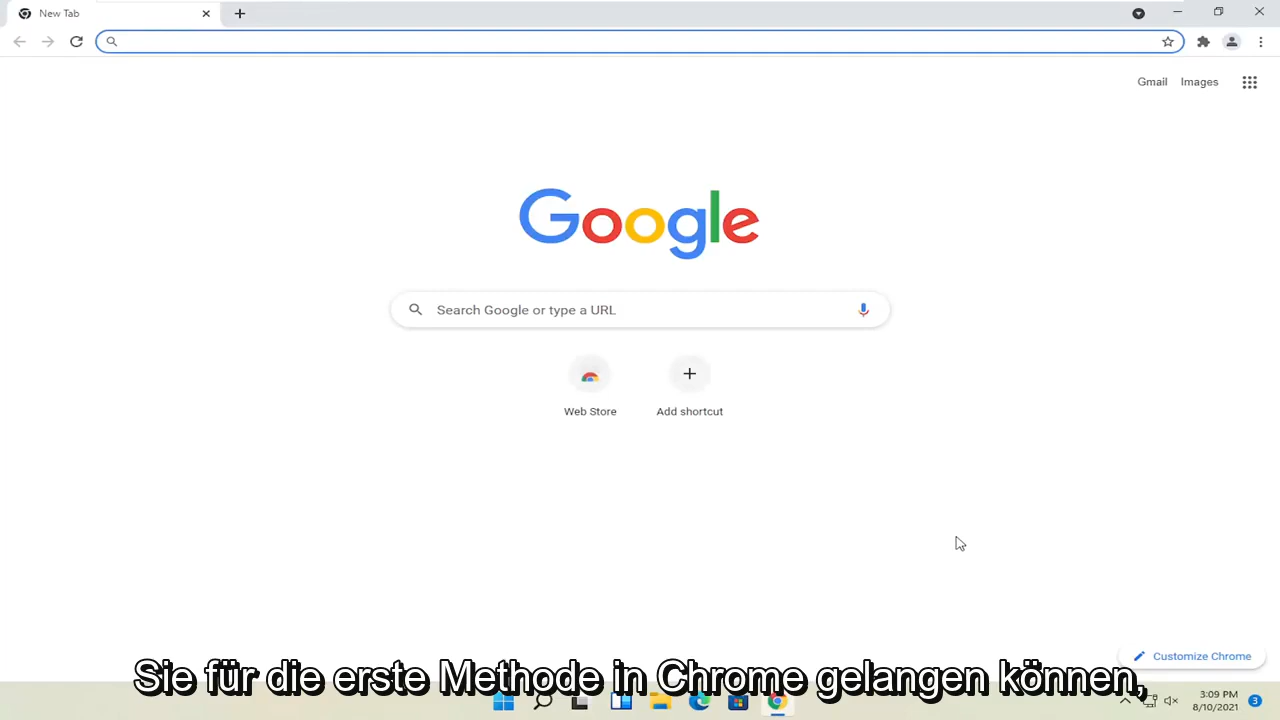 New Tab
Gmail Images
Google
Search Google or type a URL
Web Store
Add shortcut
Customize Chrome
Sie für die erste Methode in Chrome gelangen können,
3:09 PM
8/10/2021
3